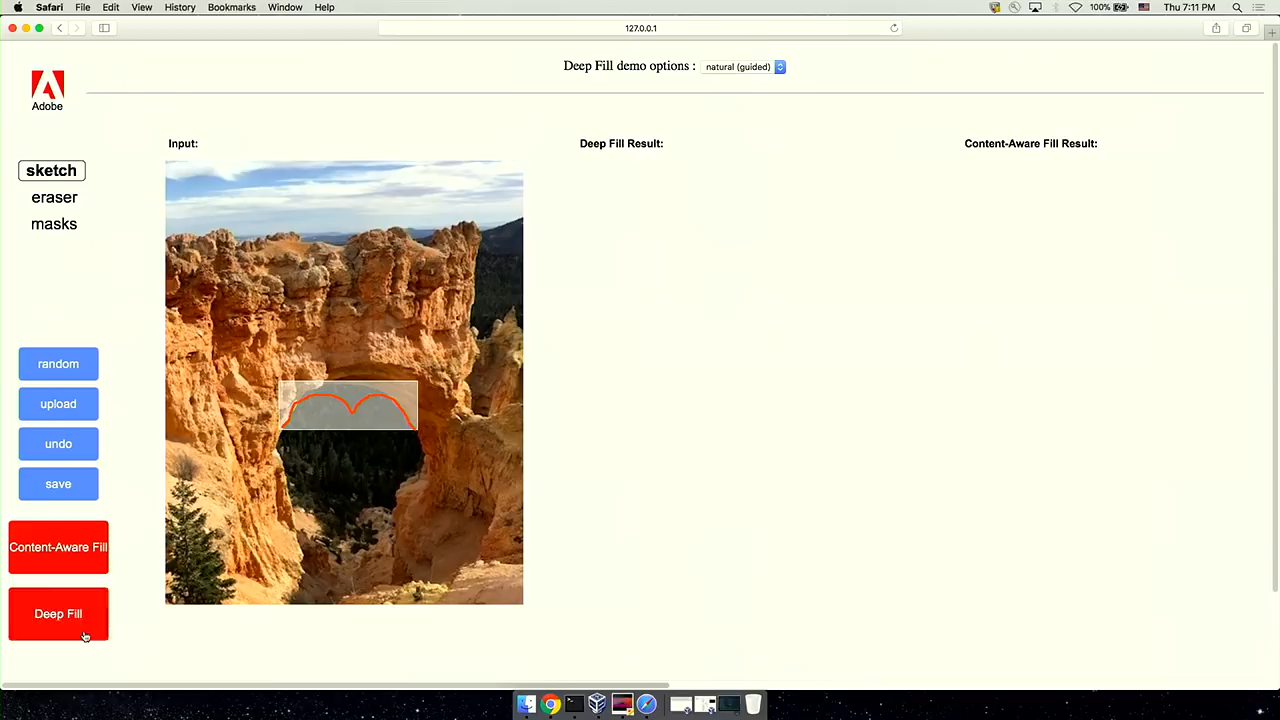 Safari File Edit View History Bookmarks Window Help
100% Thu 7:11 PM
127.0.0.1
Deep Fill demo options : natural (guided)
Adobe
Input: Deep Fill Result: Content-Aware Fill Result:
sketch
eraser
masks
random
upload
undo
save
Content-Aware Fill
Deep Fill